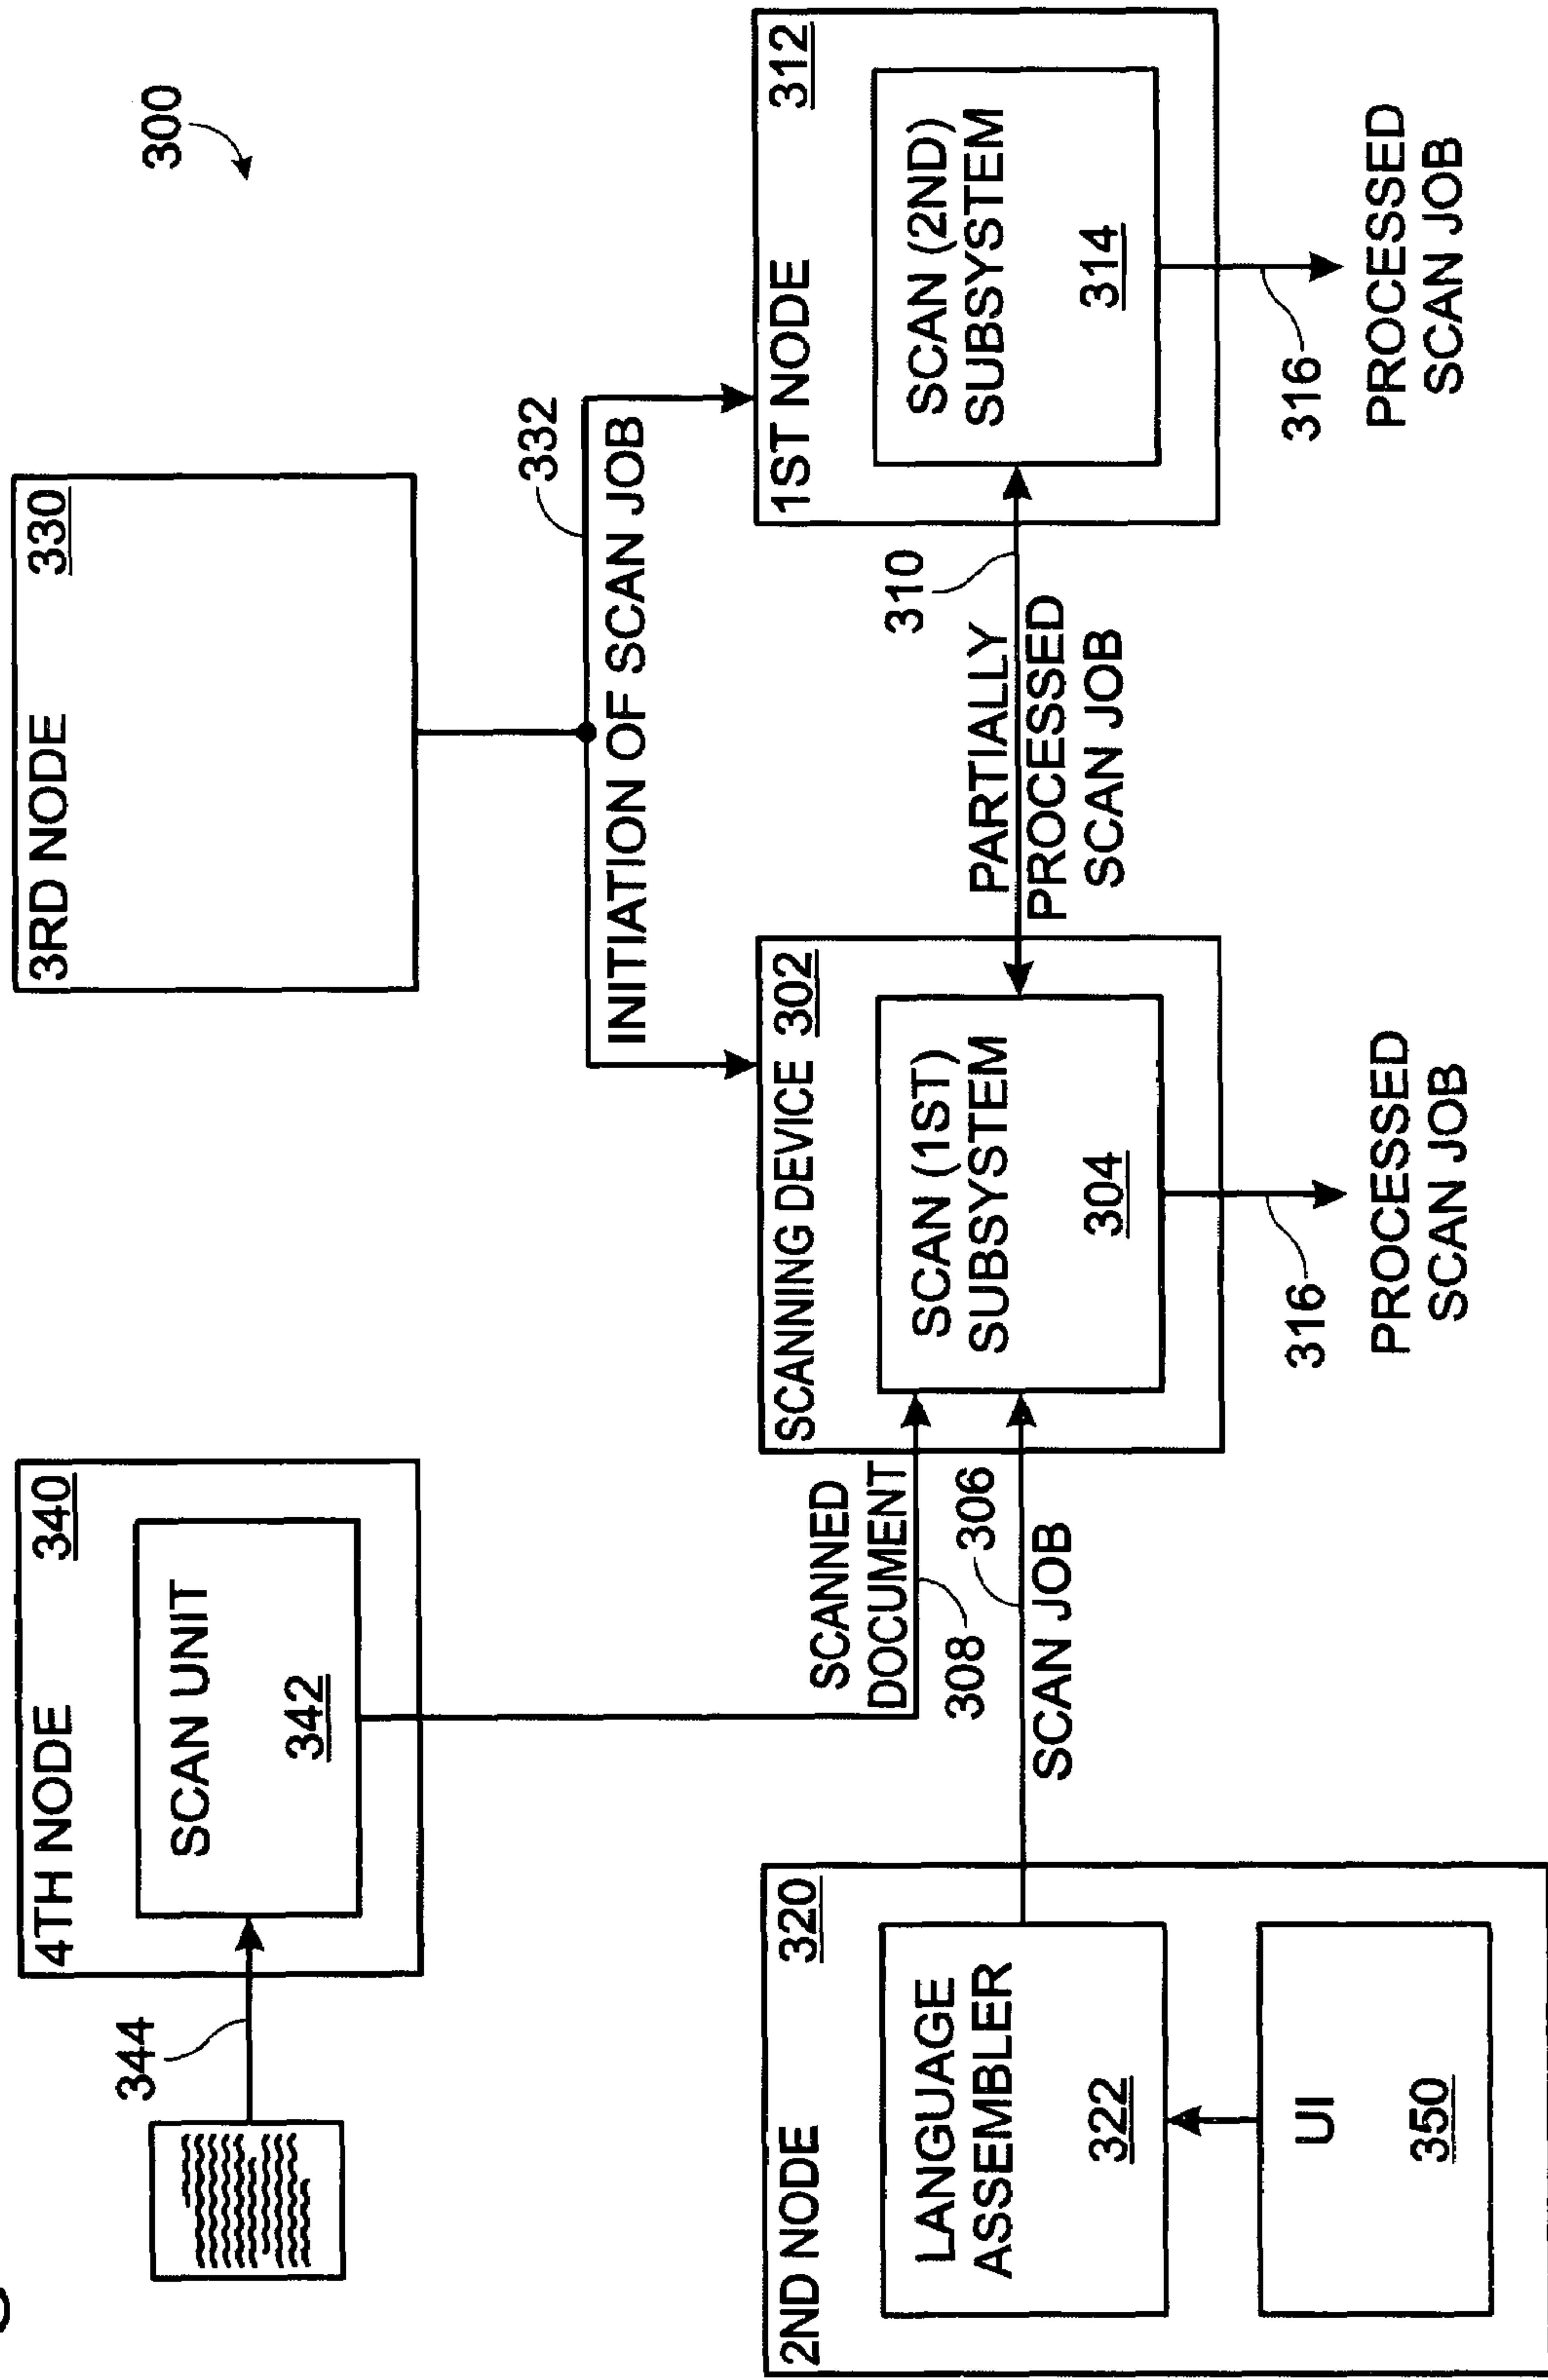 300
344
4TH NODE 340
SCAN UNIT
342
3RD NODE 330
332
INITIATION OF SCAN JOB
2ND NODE 320
LANGUAGE
ASSEMBLER
322
UI
350
SCANNED
DOCUMENT
308
306
SCAN JOB
SCANNING DEVICE 302
SCAN (1ST)
SUBSYSTEM
304
316
PROCESSED
SCAN JOB
310
PARTIALLY
PROCESSED
SCAN JOB
1ST NODE 312
SCAN (2ND)
SUBSYSTEM
314
316
PROCESSED
SCAN JOB